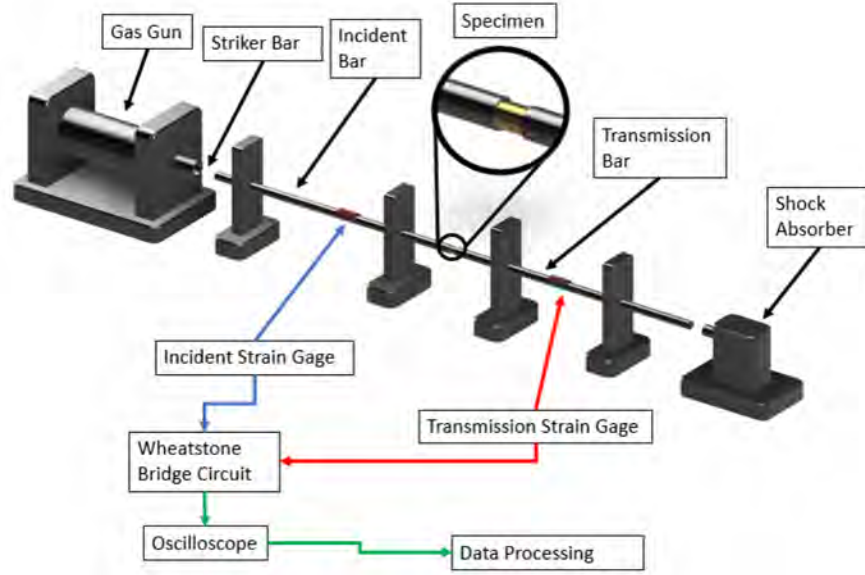 Gas Gun
Striker Bar
Incident
Bar
Specimen
Transmission
Bar
Shock
Absorber
Incident Strain Gage
Transmission Strain Gage
Wheatstone
Bridge Circuit
Oscilloscope
Data Processing